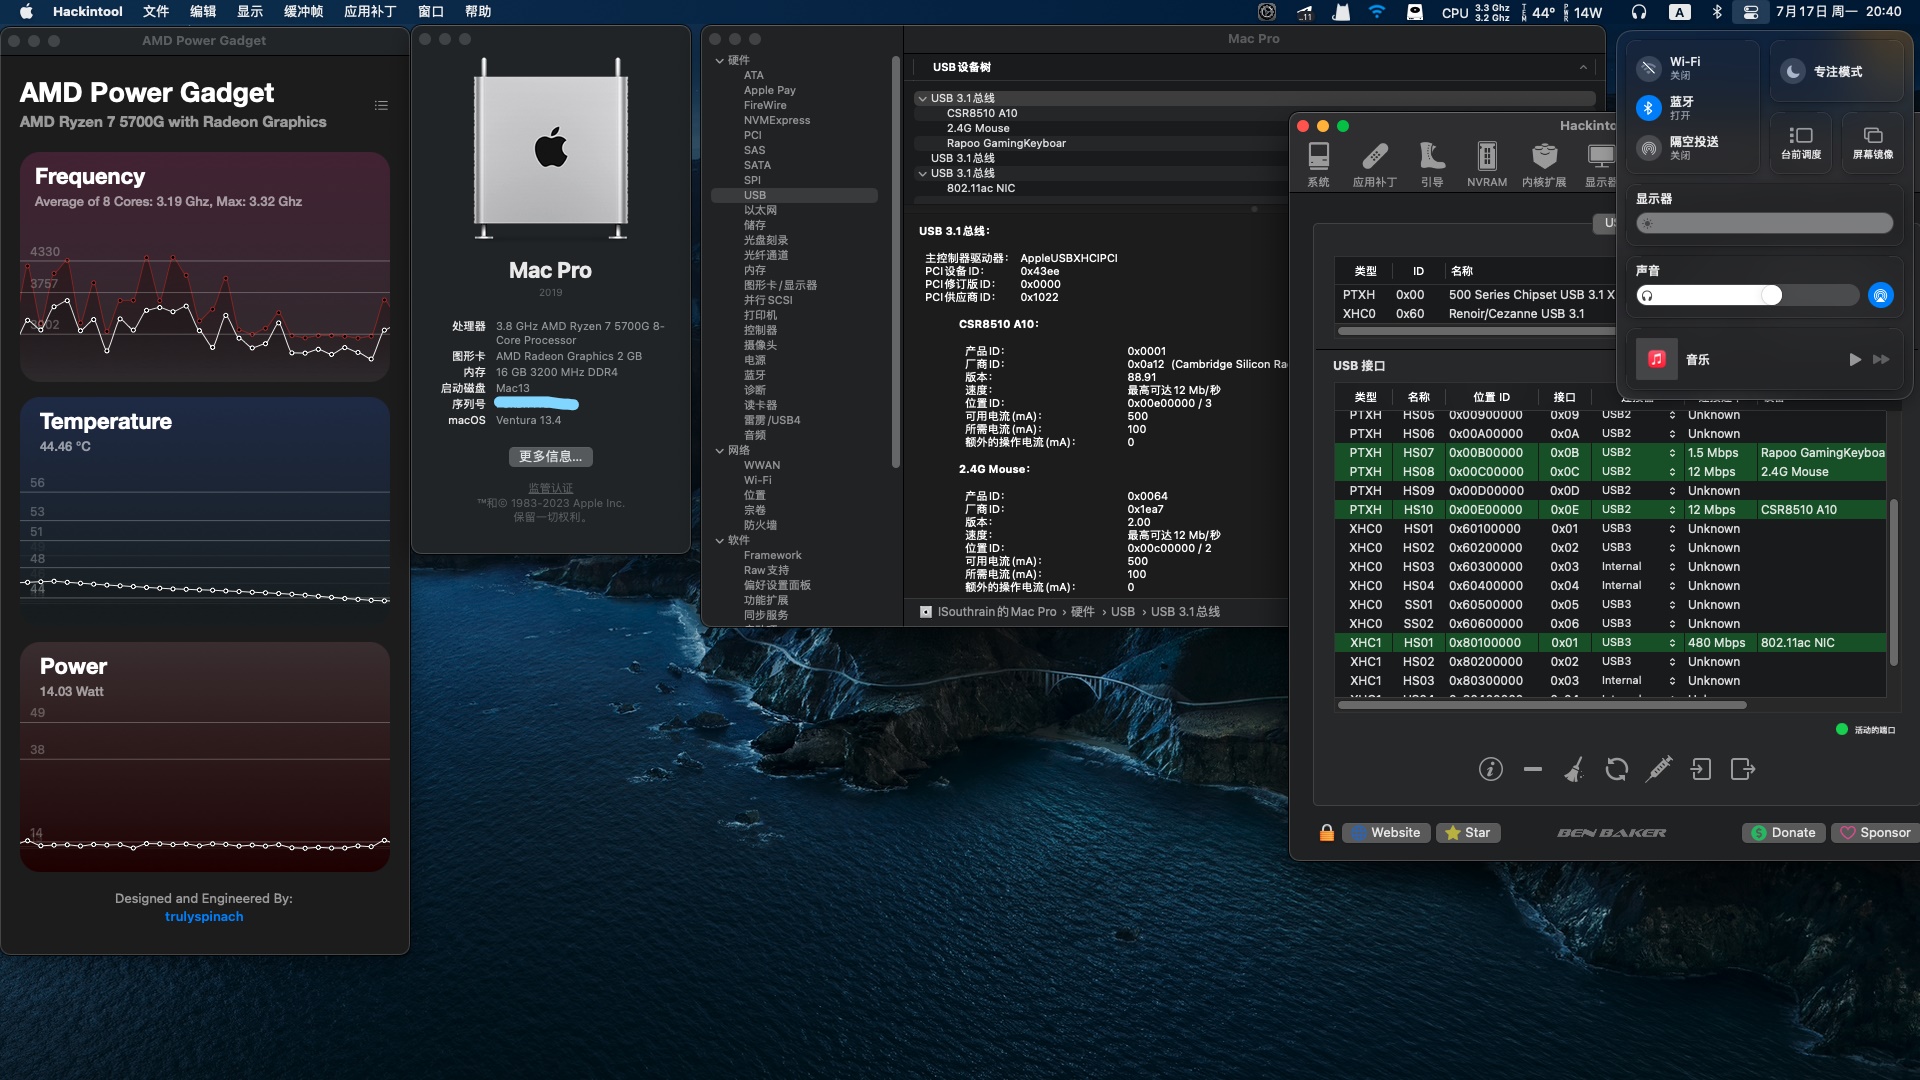 Hackintool 文件 编辑 显示 缓冲帧 应用补丁 窗口 帮助
11 CPU 3.3 Ghz 3.2 Ghz 44° 14W A 7月17日 周一 20:40
AMD Power Gadget
AMD Power Gadget
AMD Ryzen 7 5700G with Radeon Graphics
Frequency
Average of 8 Cores: 3.19 Ghz, Max: 3.32 Ghz
4330
3757
Temperature
44.46 °C
56
53
51
48
44
Power
14.03 Watt
49
38
14
Designed and Engineered By:
trulyspinach
Mac Pro
2019
处理器 3.8 GHz AMD Ryzen 7 5700G 8-
Core Processor
图形卡 AMD Radeon Graphics 2 GB
内存 16 GB 3200 MHz DDR4
启动磁盘 Mac13
序列号
macOS Ventura 13.4
更多信息...
监管认证
™和© 1983-2023 Apple Inc.
保留一切权利。
Mac Pro
硬件
ATA
Apple Pay
FireWire
NVMExpress
PCI
SAS
SATA
SPI
USB
以太网
储存
光盘刻录
光纤通道
内存
图形卡/显示器
并行SCSI
打印机
控制器
摄像头
电源
蓝牙
诊断
读卡器
雷雳/USB4
音频
网络
WWAN
Wi-Fi
位置
宗卷
防火墙
软件
Framework
Raw支持
偏好设置面板
功能扩展
同步服务
USB设备树
USB 3.1总线
CSR8510 A10
2.4G Mouse
Rapoo GamingKeyboar
USB 3.1总线
USB 3.1总线
802.11ac NIC
USB 3.1总线：
主控制器驱动器： AppleUSBXHCIPCI
PCI设备ID： 0x43ee
PCI修订版ID： 0x0000
PCI供应商ID： 0x1022
CSR8510 A10：
产品ID： 0x0001
厂商ID： 0x0a12 (Cambridge Silicon Ra
版本： 88.91
速度： 最高可达12 Mb/秒
位置ID： 0x00e00000 / 3
可用电流(mA)： 500
所需电流(mA)： 100
额外的操作电流(mA)： 0
2.4G Mouse：
产品ID： 0x0064
厂商ID： 0x1ea7
版本： 2.00
速度： 最高可达12 Mb/秒
位置ID： 0x00c00000 / 2
可用电流(mA)： 500
所需电流(mA)： 100
额外的操作电流(mA)： 0
ISouthrain的Mac Pro › 硬件 › USB › USB 3.1总线
Hackinto
系统 应用补丁 引导 NVRAM 内核扩展 显示器
类型 ID 名称
PTXH 0x00 500 Series Chipset USB 3.1 X
XHC0 0x60 Renoir/Cezanne USB 3.1
USB 接口
类型 名称 位置 ID 接口
PTXH HS05 0x00900000 0x09 USB2 Unknown
PTXH HS06 0x00A00000 0x0A USB2 Unknown
PTXH HS07 0x00B00000 0x0B USB2 1.5 Mbps Rapoo GamingKeyboa
PTXH HS08 0x00C00000 0x0C USB2 12 Mbps 2.4G Mouse
PTXH HS09 0x00D00000 0x0D USB2 Unknown
PTXH HS10 0x00E00000 0x0E USB2 12 Mbps CSR8510 A10
XHC0 HS01 0x60100000 0x01 USB3 Unknown
XHC0 HS02 0x60200000 0x02 USB3 Unknown
XHC0 HS03 0x60300000 0x03 Internal Unknown
XHC0 HS04 0x60400000 0x04 Internal Unknown
XHC0 SS01 0x60500000 0x05 USB3 Unknown
XHC0 SS02 0x60600000 0x06 USB3 Unknown
XHC1 HS01 0x80100000 0x01 USB3 480 Mbps 802.11ac NIC
XHC1 HS02 0x80200000 0x02 USB3 Unknown
XHC1 HS03 0x80300000 0x03 Internal Unknown
活动的端口
Website Star BEN BAKER Donate Sponsor
Wi-Fi
关闭
蓝牙
打开
隔空投送
关闭
专注模式
台前调度 屏幕镜像
显示器
声音
音乐